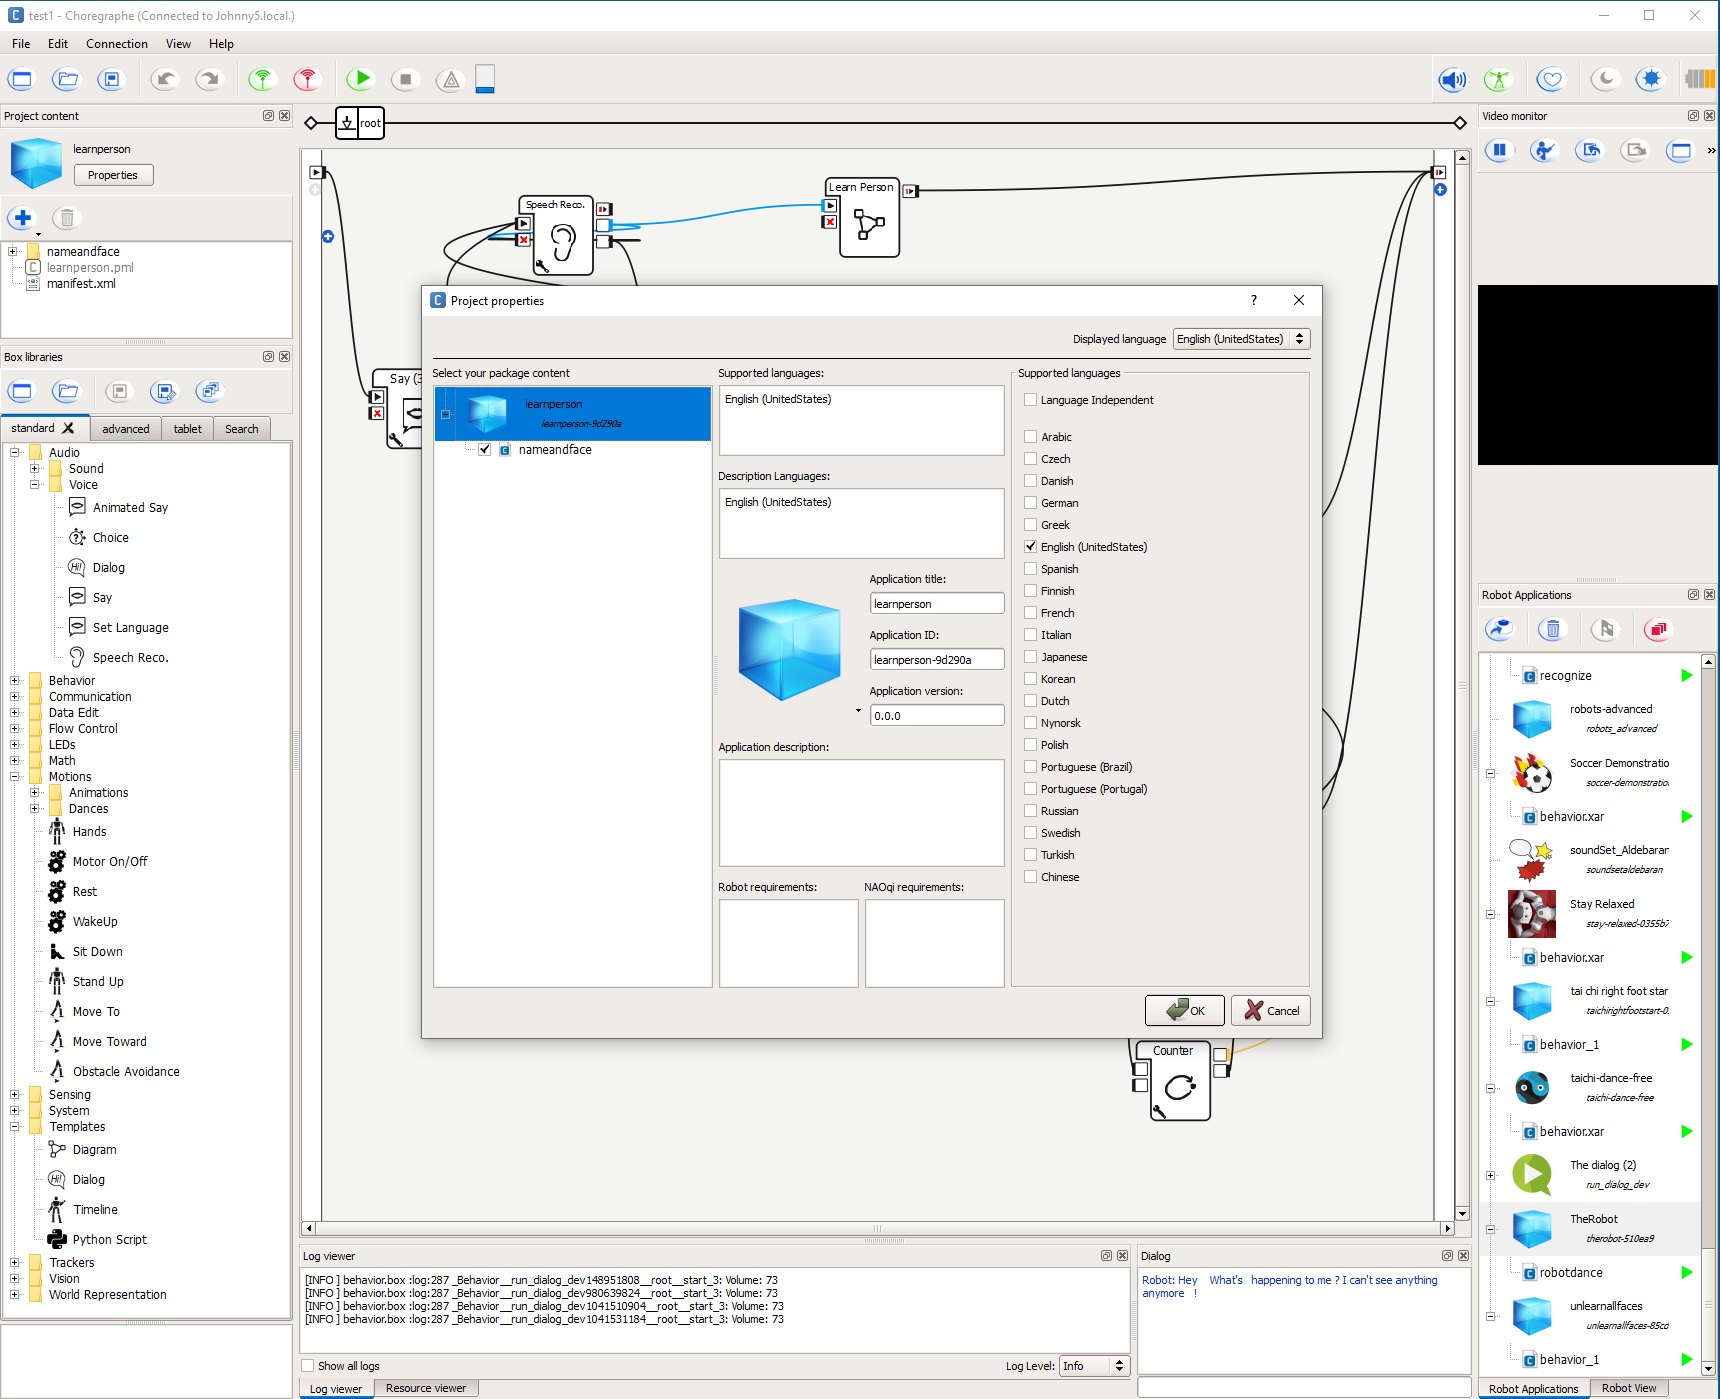 test1 - Choregraphe (Connected to Johnny5.local.)
File Edit Connection View Help
Project content
learnperson
Properties
nameandface
learnperson.pml
manifest.xml
Box libraries
standard advanced tablet Search
Audio
Sound
Voice
Animated Say
Choice
Dialog
Say
Set Language
Speech Reco.
Behavior
Communication
Data Edit
Flow Control
LEDs
Math
Motions
Animations
Dances
Hands
Motor On/Off
Rest
WakeUp
Sit Down
Stand Up
Move To
Move Toward
Obstacle Avoidance
Sensing
System
Templates
Diagram
Dialog
Timeline
Python Script
Trackers
Vision
World Representation
root
Speech Reco.
Learn Person
Say (3
Counter
Project properties
Displayed language English (UnitedStates)
Select your package content
learnperson
learnperson-9d290a
nameandface
Supported languages:
English (UnitedStates)
Description Languages:
English (UnitedStates)
Application title:
learnperson
Application ID:
learnperson-9d290a
Application version:
0.0.0
Application description:
Robot requirements: NAOqi requirements:
Supported languages
Language Independent
Arabic
Czech
Danish
German
Greek
English (UnitedStates)
Spanish
Finnish
French
Italian
Japanese
Korean
Dutch
Nynorsk
Polish
Portuguese (Brazil)
Portuguese (Portugal)
Russian
Swedish
Turkish
Chinese
OK Cancel
Log viewer
[INFO ] behavior.box :log:287 _Behavior__run_dialog_dev148951808__root__start_3: Volume: 73
[INFO ] behavior.box :log:287 _Behavior__run_dialog_dev980639824__root__start_3: Volume: 73
[INFO ] behavior.box :log:287 _Behavior__run_dialog_dev1041510904__root__start_3: Volume: 73
[INFO ] behavior.box :log:287 _Behavior__run_dialog_dev1041531184__root__start_3: Volume: 73
Show all logs
Log Level: Info
Log viewer Resource viewer
Dialog
Robot: Hey What's happening to me ? I can't see anything
anymore !
Video monitor
Robot Applications
recognize
robots-advanced
robots_advanced
Soccer Demonstratio
soccer-demonstration
behavior.xar
soundSet_Aldebaran
soundsetaldebaran
Stay Relaxed
stay-relaxed-0355b7
behavior.xar
tai chi right foot star
taichirightfootstart-0.
behavior_1
taichi-dance-free
taichi-dance-free
behavior.xar
The dialog (2)
run_dialog_dev
TheRobot
therobot-510ea9
robotdance
unlearnallfaces
unlearnallfaces-85cd
behavior_1
Robot Applications Robot View